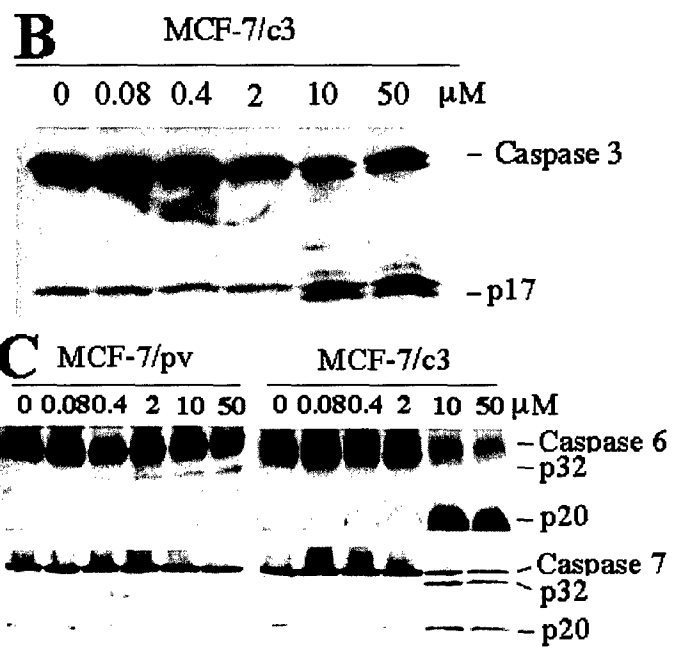 B
MCF-7/c3
0 0.08 0.4 2 10 50 μM
– Caspase 3
– p17
C
MCF-7/pv MCF-7/c3
0 0.08 0.4 2 10 50 0 0.08 0.4 2 10 50 μM
– Caspase 6
– p32
– p20
– Caspase 7
– p32
– p20